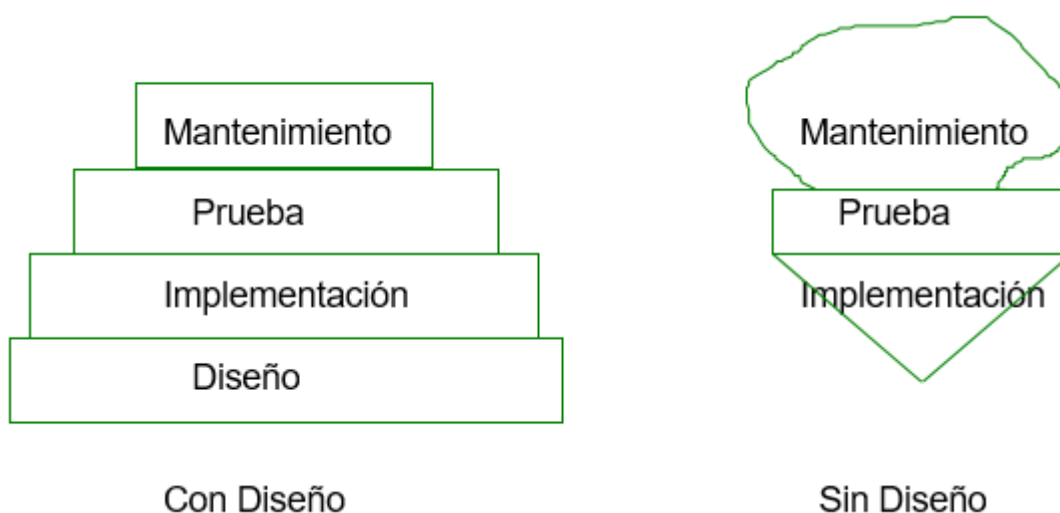 Mantenimiento
Prueba
Implementación
Diseño
Con Diseño
Mantenimiento
Prueba
Implementación
Sin Diseño